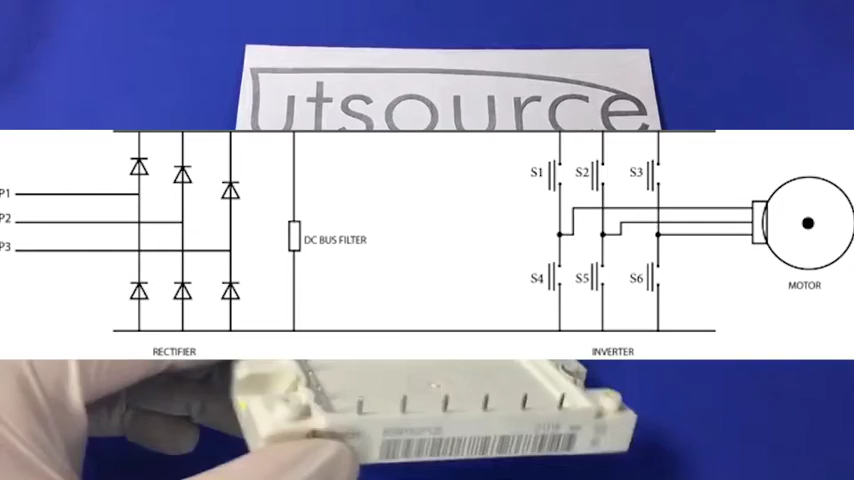 utsource
S1 S2 S3
P1
P2
P3
DC BUS FILTER
S4 S5 S6
MOTOR
RECTIFIER INVERTER